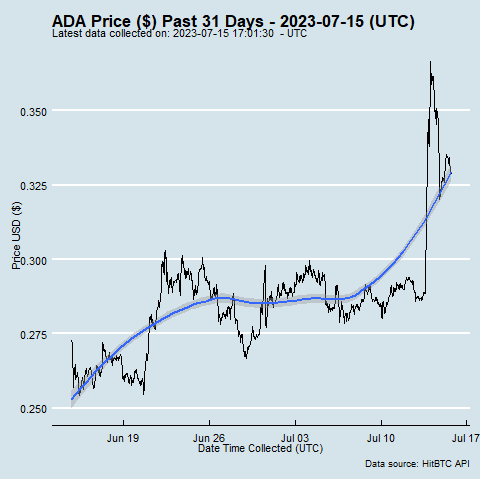 ADA Price ($) Past 31 Days - 2023-07-15 (UTC)
Latest data collected on: 2023-07-15 17:01:30 - UTC
0.350
0.325
0.300
0.275
0.250
Price USD ($)
Jun 19
Jun 26
Jul 03
Jul 10
Jul 17
Date Time Collected (UTC)
Data source: HitBTC API